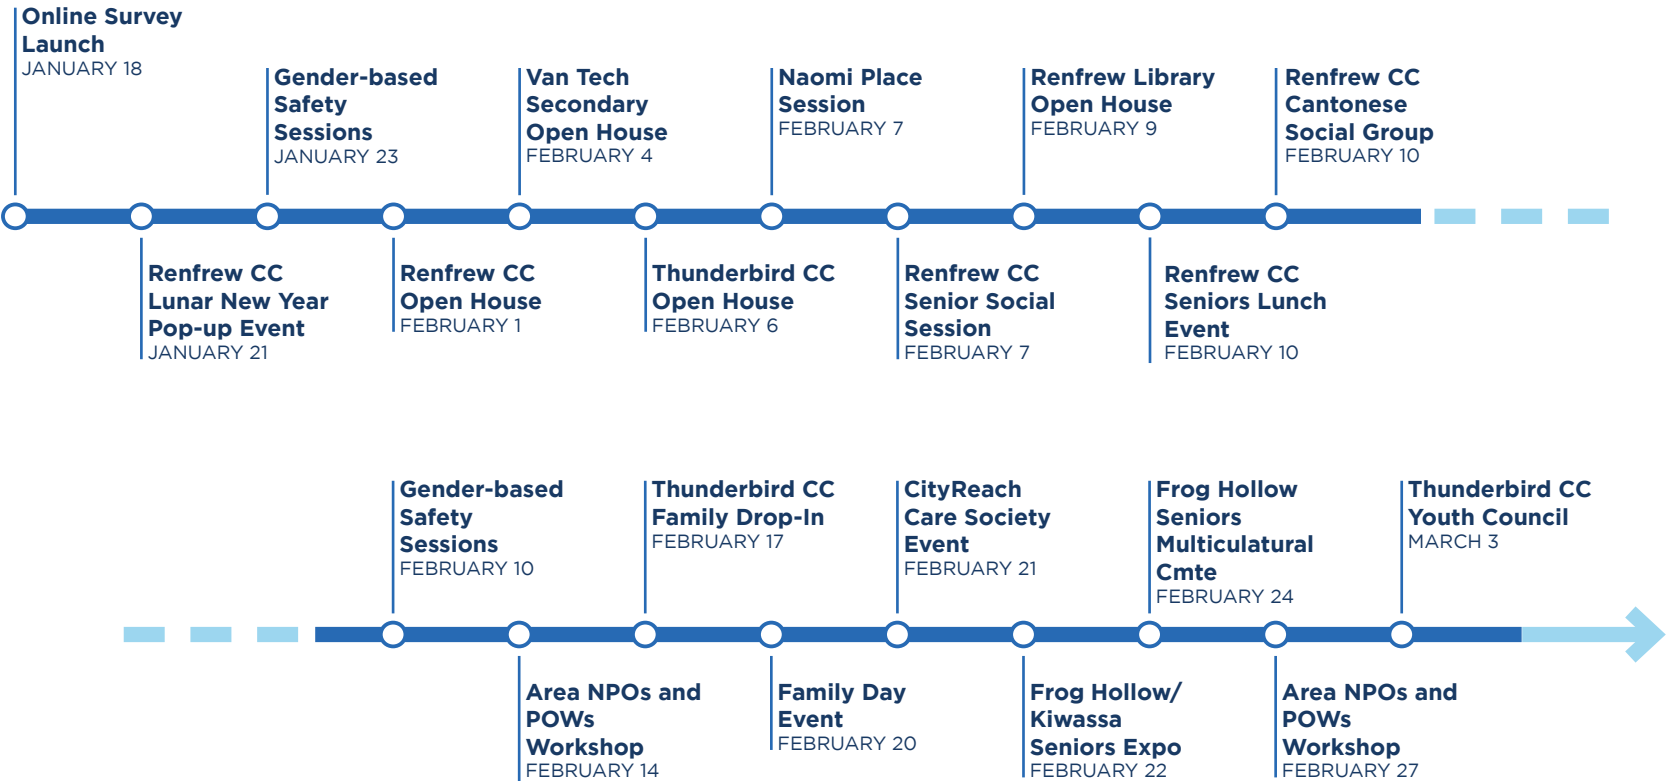 Online Survey
Launch
JANUARY 18
Renfrew CC
Lunar New Year
Pop-up Event
JANUARY 21
Gender-based
Safety
Sessions
JANUARY 23
Renfrew CC
Open House
FEBRUARY 1
Van Tech
Secondary
Open House
FEBRUARY 4
Thunderbird CC
Open House
FEBRUARY 6
Naomi Place
Session
FEBRUARY 7
Renfrew CC
Senior Social
Session
FEBRUARY 7
Renfrew Library
Open House
FEBRUARY 9
Renfrew CC
Seniors Lunch
Event
FEBRUARY 10
Renfrew CC
Cantonese
Social Group
FEBRUARY 10
Gender-based
Safety
Sessions
FEBRUARY 10
Area NPOs and
POWs
Workshop
FEBRUARY 14
Thunderbird CC
Family Drop-In
FEBRUARY 17
Family Day
Event
FEBRUARY 20
CityReach
Care Society
Event
FEBRUARY 21
Frog Hollow/
Kiwassa
Seniors Expo
FEBRUARY 22
Frog Hollow
Seniors
Multiculatural
Cmte
FEBRUARY 24
Area NPOs and
POWs
Workshop
FEBRUARY 27
Thunderbird CC
Youth Council
MARCH 3